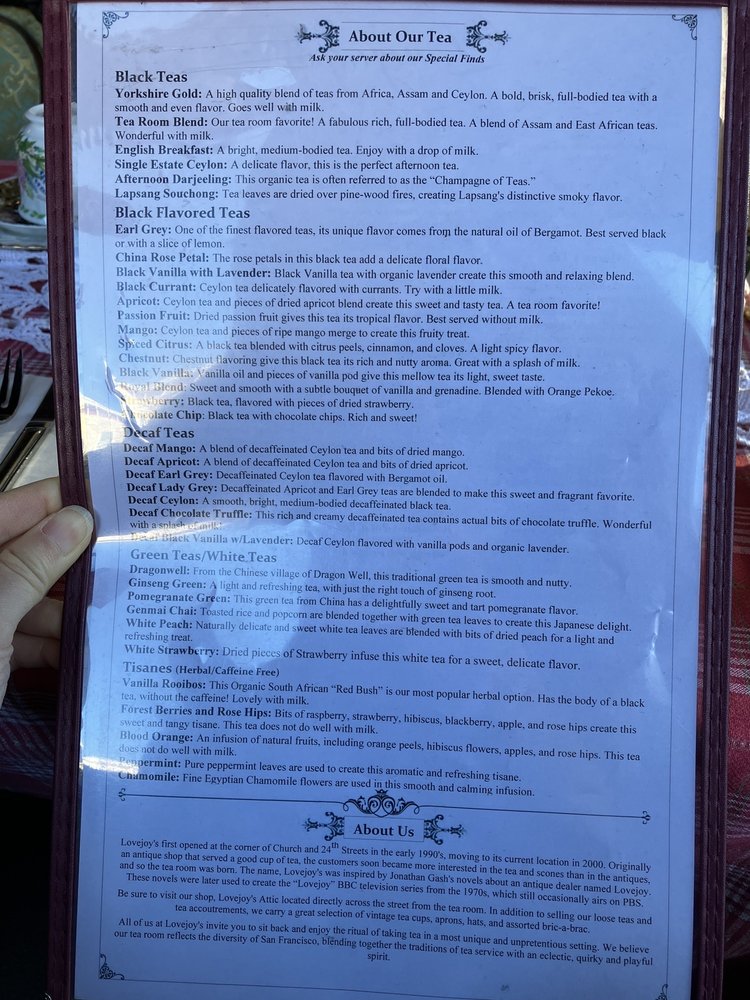 About Our Tea
Ask your server about our Special Finds
Black Teas
Yorkshire Gold: A high quality blend of teas from Africa, Assam and Ceylon. A bold, brisk, full-bodied tea with a
smooth and even flavor. Goes well with milk.
Tea Room Blend: Our tea room favorite! A fabulous rich, full-bodied tea. A blend of Assam and East African teas.
Wonderful with milk.
English Breakfast: A bright, medium-bodied tea. Enjoy with a drop of milk.
Single Estate Ceylon: A delicate flavor, this is the perfect afternoon tea.
Afternoon Darjeeling: This organic tea is often referred to as the “Champagne of Teas.”
Lapsang Souchong: Tea leaves are dried over pine-wood fires, creating Lapsang's distinctive smoky flavor.
Black Flavored Teas
Earl Grey: One of the finest flavored teas, its unique flavor comes from the natural oil of Bergamot. Best served black
or with a slice of lemon.
China Rose Petal: The rose petals in this black tea add a delicate floral flavor.
Black Vanilla with Lavender: Black Vanilla tea with organic lavender create this smooth and relaxing blend.
Black Currant: Ceylon tea delicately flavored with currants. Try with a little milk.
Apricot: Ceylon tea and pieces of dried apricot blend create this sweet and tasty tea. A tea room favorite!
Passion Fruit: Dried passion fruit gives this tea its tropical flavor. Best served without milk.
Mango: Ceylon tea and pieces of ripe mango merge to create this fruity treat.
Spiced Citrus: A black tea blended with citrus peels, cinnamon, and cloves. A light spicy flavor.
Chestnut: Chestnut flavoring give this black tea its rich and nutty aroma. Great with a splash of milk.
Black Vanilla: Vanilla oil and pieces of vanilla pod give this mellow tea its light, sweet taste.
Royal Blend: Sweet and smooth with a subtle bouquet of vanilla and grenadine. Blended with Orange Pekoe.
Strawberry: Black tea, flavored with pieces of dried strawberry.
Chocolate Chip: Black tea with chocolate chips. Rich and sweet!
Decaf Teas
Decaf Mango: A blend of decaffeinated Ceylon tea and bits of dried mango.
Decaf Apricot: A blend of decaffeinated Ceylon tea and bits of dried apricot.
Decaf Earl Grey: Decaffeinated Ceylon tea flavored with Bergamot oil.
Decaf Lady Grey: Decaffeinated Apricot and Earl Grey teas are blended to make this sweet and fragrant favorite.
Decaf Ceylon: A smooth, bright, medium-bodied decaffeinated black tea.
Decaf Chocolate Truffle: This rich and creamy decaffeinated tea contains actual bits of chocolate truffle. Wonderful
with a splash of milk!
Decaf Black Vanilla w/Lavender: Decaf Ceylon flavored with vanilla pods and organic lavender.
Green Teas/White Teas
Dragonwell: From the Chinese village of Dragon Well, this traditional green tea is smooth and nutty.
Ginseng Green: A light and refreshing tea, with just the right touch of ginseng root.
Pomegranate Green: This green tea from China has a delightfully sweet and tart pomegranate flavor.
Genmai Chai: Toasted rice and popcorn are blended together with green tea leaves to create this Japanese delight.
White Peach: Naturally delicate and sweet white tea leaves are blended with bits of dried peach for a light and
refreshing treat.
White Strawberry: Dried pieces of Strawberry infuse this white tea for a sweet, delicate flavor.
Tisanes (Herbal/Caffeine Free)
Vanilla Rooibos: This Organic South African “Red Bush” is our most popular herbal option. Has the body of a black
tea, without the caffeine! Lovely with milk.
Forest Berries and Rose Hips: Bits of raspberry, strawberry, hibiscus, blackberry, apple, and rose hips create this
sweet and tangy tisane. This tea does not do well with milk.
Blood Orange: An infusion of natural fruits, including orange peels, hibiscus flowers, apples, and rose hips. This tea
does not do well with milk.
Peppermint: Pure peppermint leaves are used to create this aromatic and refreshing tisane.
Chamomile: Fine Egyptian Chamomile flowers are used in this smooth and calming infusion.
About Us
Lovejoy's first opened at the corner of Church and 24th Streets in the early 1990's, moving to its current location in 2000. Originally
an antique shop that served a good cup of tea, the customers soon became more interested in the tea and scones than in the antiques,
and so the tea room was born. The name, Lovejoy's was inspired by Jonathan Gash's novels about an antique dealer named Lovejoy.
These novels were later used to create the “Lovejoy” BBC television series from the 1970s, which still occasionally airs on PBS.
Be sure to visit our shop, Lovejoy's Attic located directly across the street from the tea room. In addition to selling our loose teas and
tea accoutrements, we carry a great selection of vintage tea cups, aprons, hats, and assorted bric-a-brac.
All of us at Lovejoy's invite you to sit back and enjoy the ritual of taking tea in a most unique and unpretentious setting. We believe
our tea room reflects the diversity of San Francisco, blending together the traditions of tea service with an eclectic, quirky and playful
spirit.